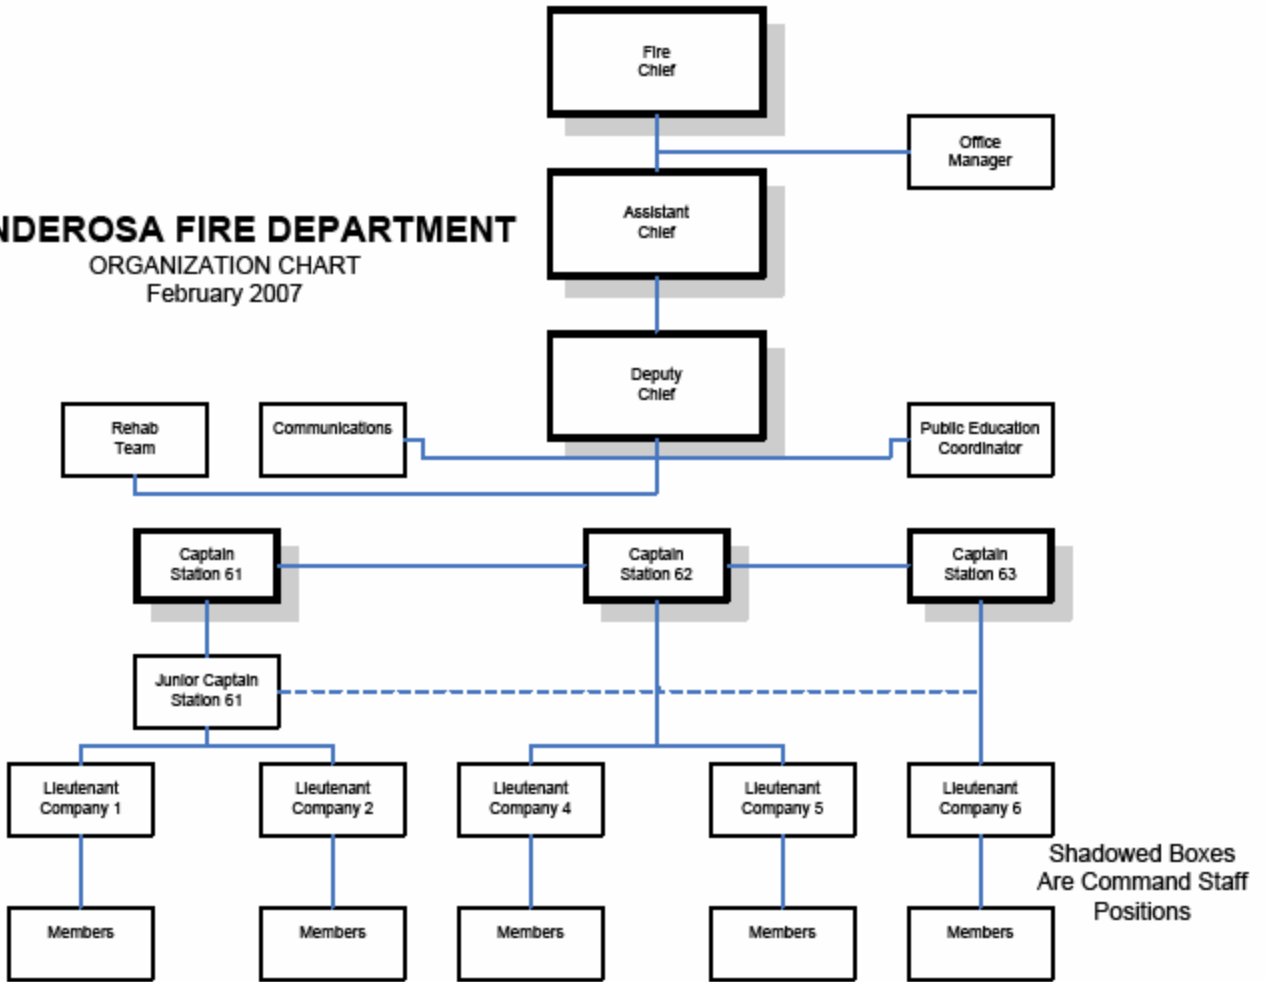 Fire
Chief
Office
Manager
Assistant
Chief
NDEROSA FIRE DEPARTMENT
ORGANIZATION CHART
February 2007
Deputy
Chief
Rehab
Team
Communications
Public Education
Coordinator
Captain
Station 61
Captain
Station 62
Captain
Station 63
Junior Captain
Station 61
Lieutenant
Company 1
Lieutenant
Company 2
Lieutenant
Company 4
Lieutenant
Company 5
Lieutenant
Company 6
Shadowed Boxes
Are Command Staff
Positions
Members
Members
Members
Members
Members